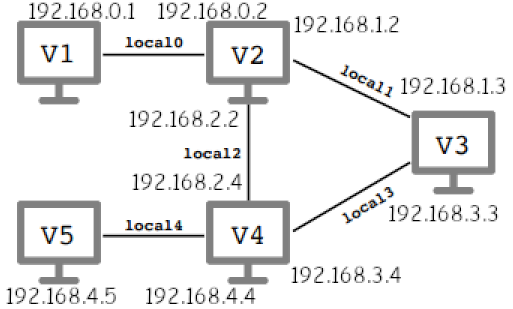 192.168.0.1
192.168.0.2
192.168.1.2
V1
local0
V2
local1
192.168.1.3
192.168.2.2
local2
V3
192.168.2.4
local3
192.168.3.3
V5
local4
V4
192.168.3.4
192.168.4.5
192.168.4.4